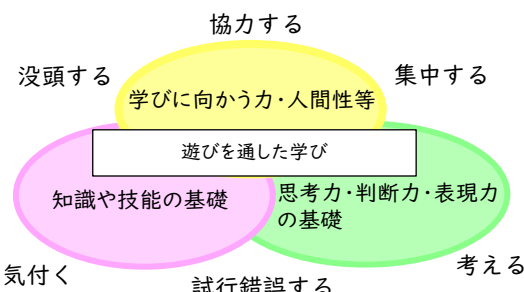 協力する
没頭する
集中する
学びに向かう力・人間性等
遊びを通した学び
知識や技能の基礎
思考力・判断力・表現力
の基礎
気付く
試行錯誤する
考える